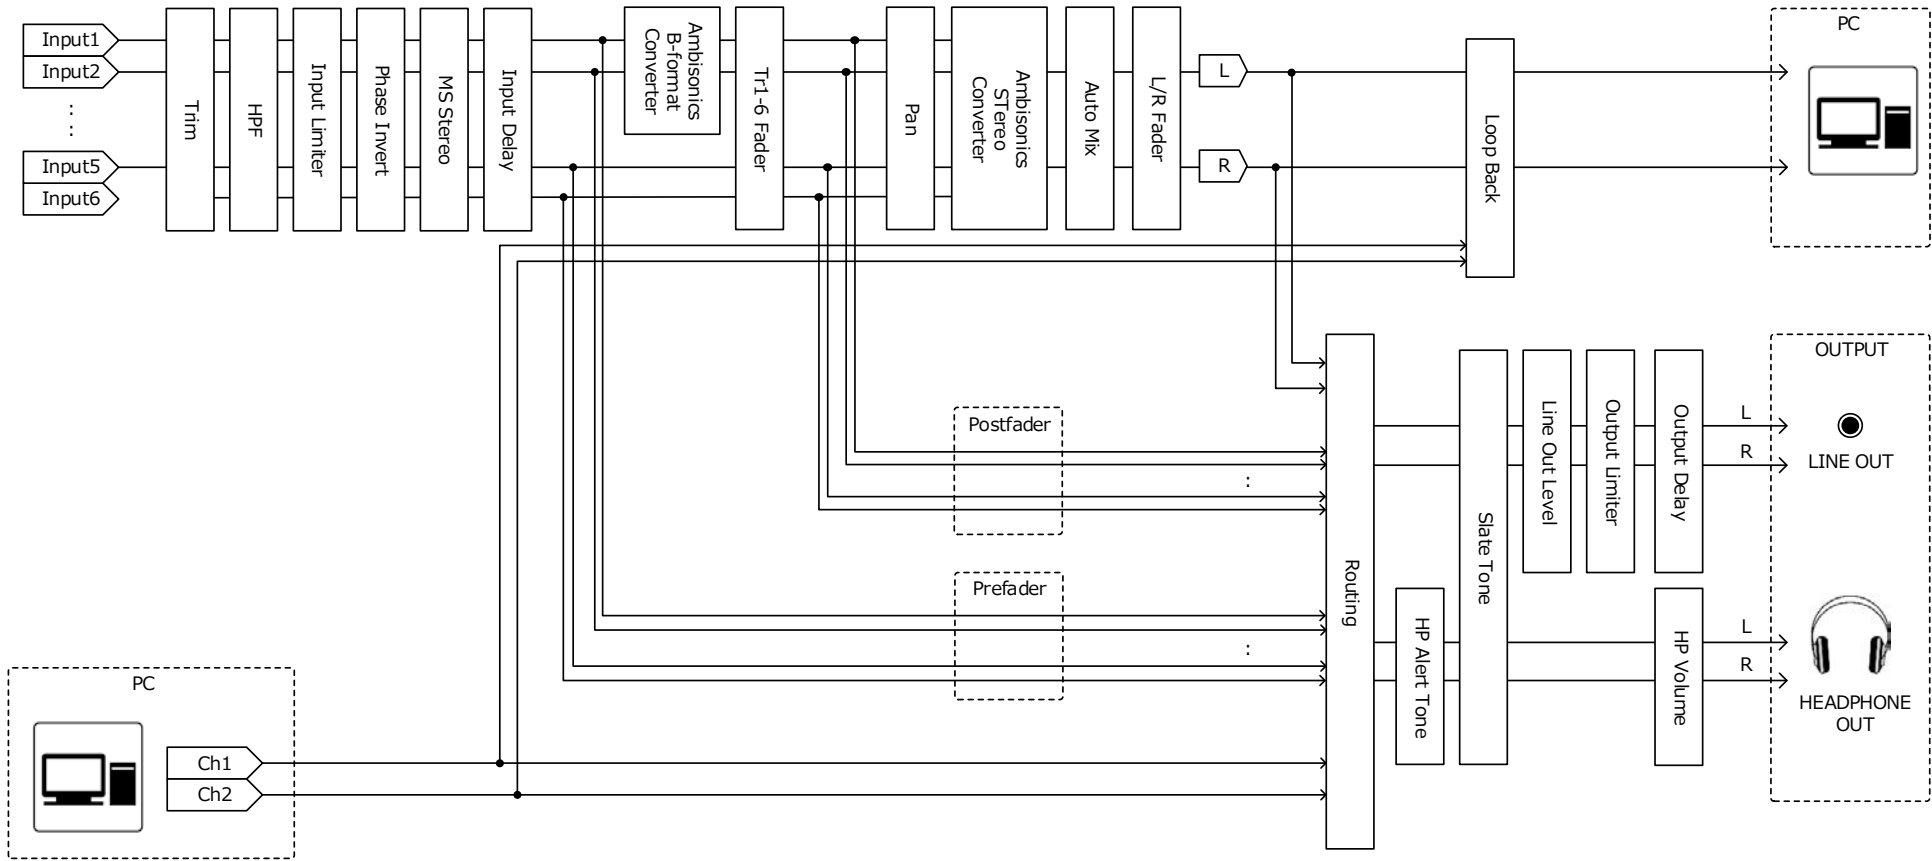 Input1
Input2
:
:
Input5
Input6
Trim
HPF
Input Limiter
Phase Invert
MS Stereo
Input Delay
Ambisonics
B-format
Converter
Tr1-6 Fader
Pan
Ambisonics
STereo
Converter
Auto Mix
L/R Fader
L
R
Loop Back
PC
Postfader
:
Prefader
:
Routing
HP Alert Tone
Slate Tone
Line Out Level
Output Limiter
Output Delay
HP Volume
L
R
L
R
OUTPUT
LINE OUT
HEADPHONE
OUT
PC
Ch1
Ch2